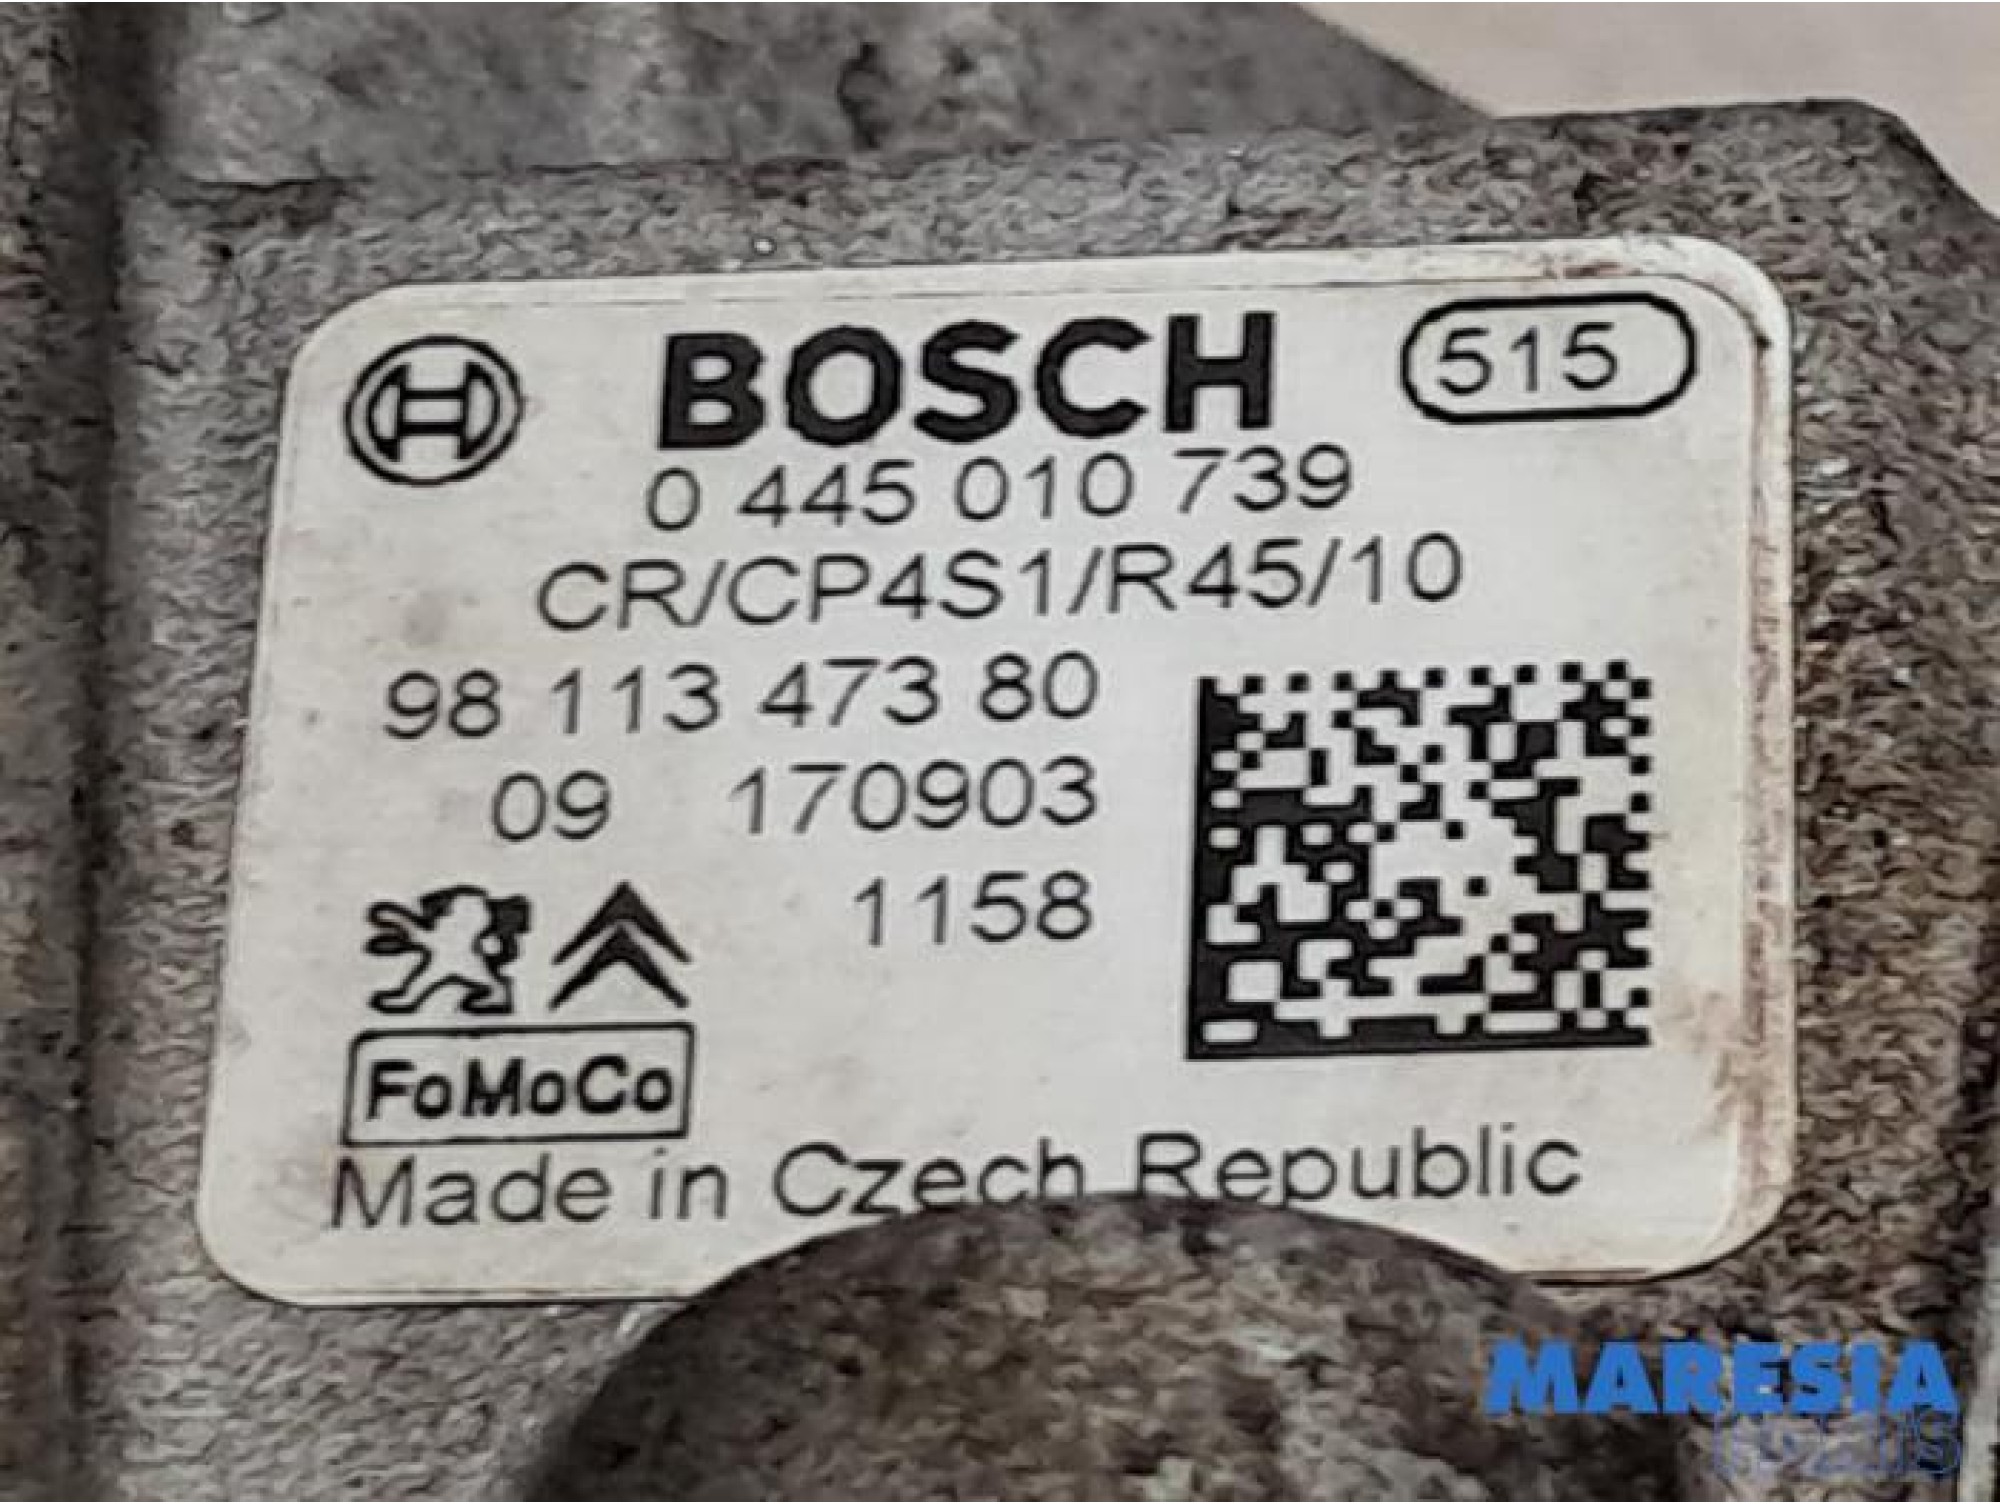 BOSCH 515
0 445 010 739
CR/CP4S1/R45/10
98 113 473 80
09 170903
1158
FoMoCo
Made in Czech Republic
MARESIA
PARTS